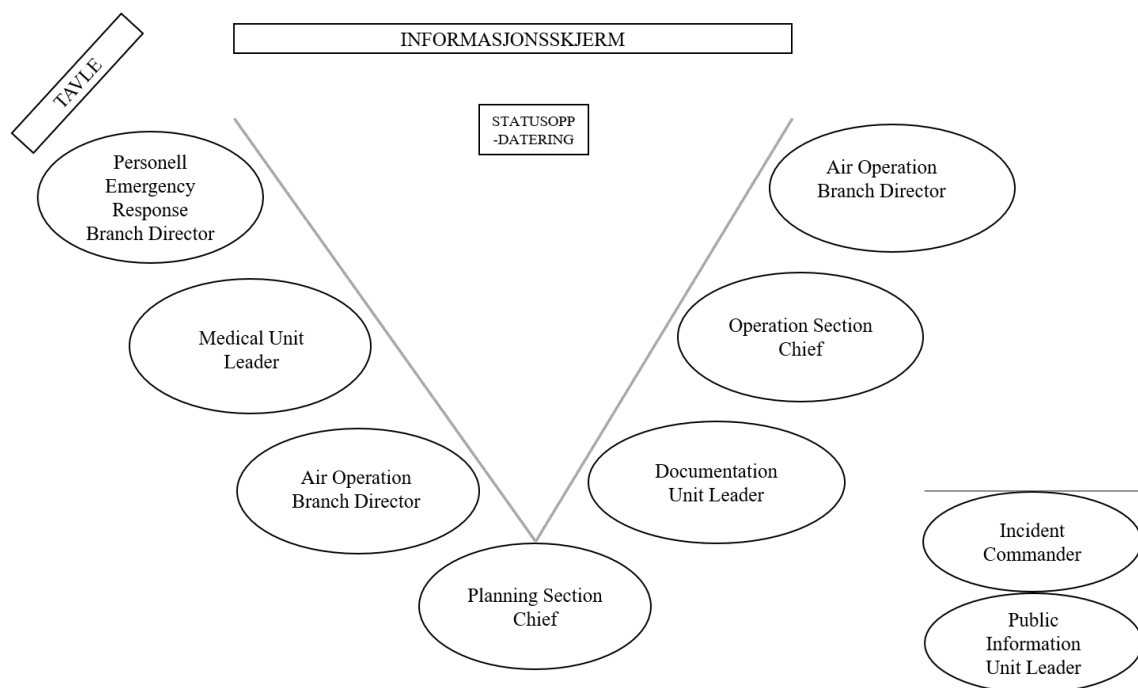 INFORMASJONSSKJERM
TAVLE
STATUSOPP
-DATERING
Personell
Emergency
Response
Branch Director
Air Operation
Branch Director
Medical Unit
Leader
Operation Section
Chief
Air Operation
Branch Director
Documentation
Unit Leader
Planning Section
Chief
Incident
Commander
Public
Information
Unit Leader